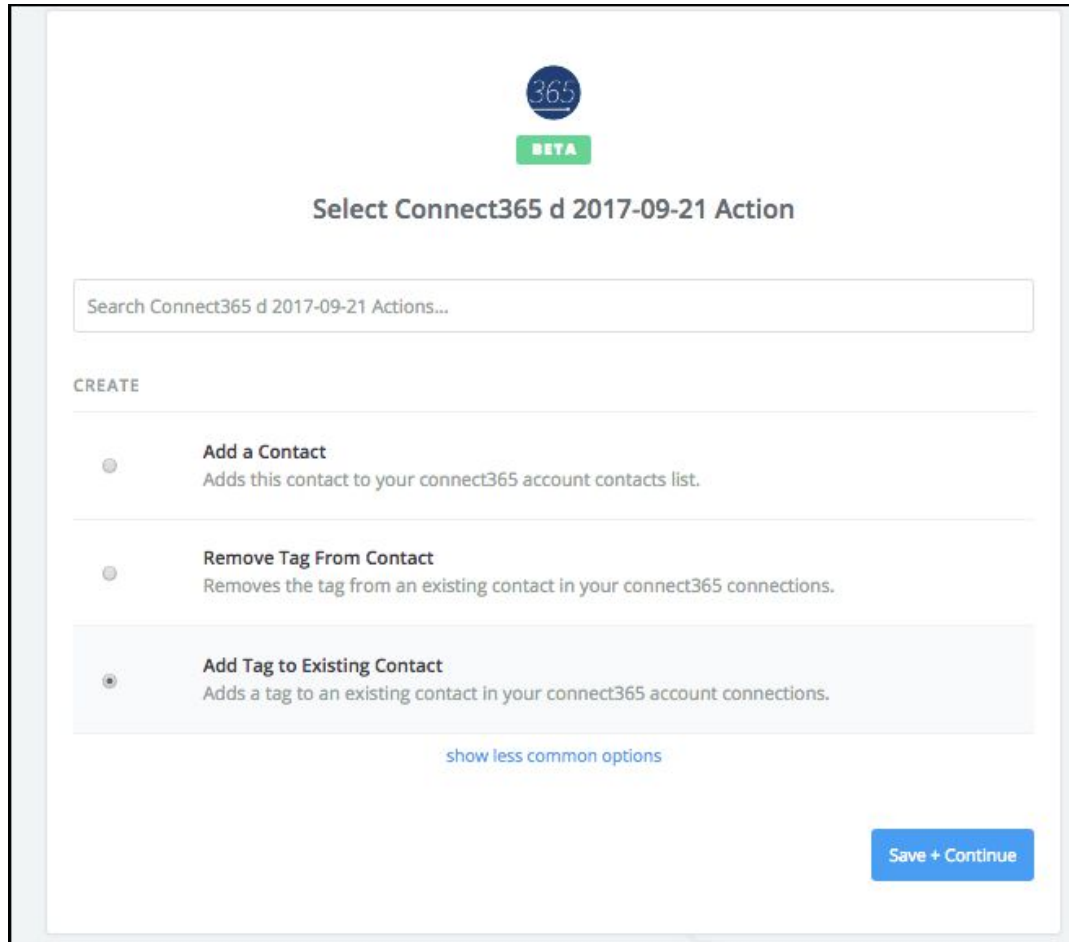 365
BETA
Select Connect365 d 2017-09-21 Action
Search Connect365 d 2017-09-21 Actions...
CREATE
Add a Contact
Adds this contact to your connect365 account contacts list.
Remove Tag From Contact
Removes the tag from an existing contact in your connect365 connections.
Add Tag to Existing Contact
Adds a tag to an existing contact in your connect365 account connections.
show less common options
Save + Continue